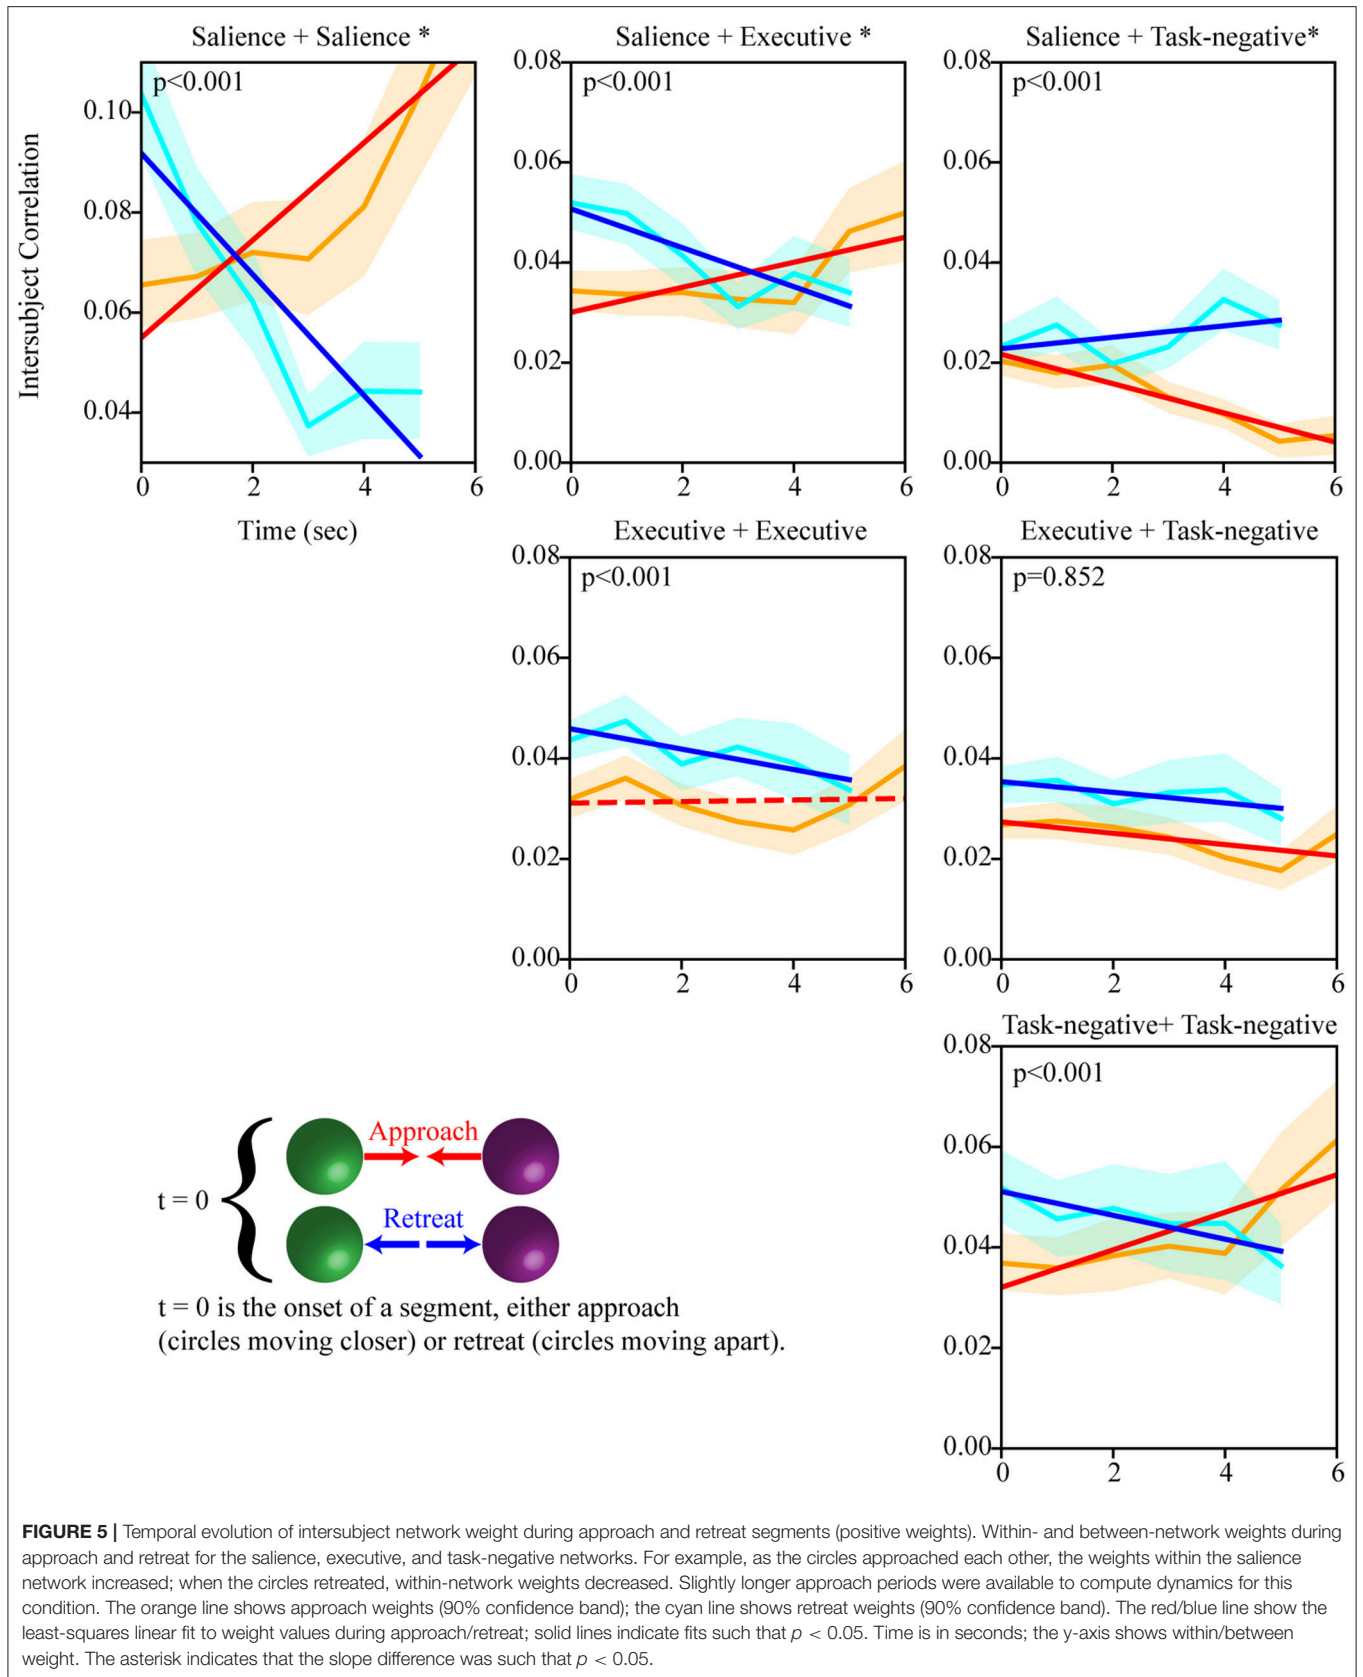 Salience + Salience *
Salience + Executive *
Salience + Task-negative*
Intersubject Correlation
p<0.001
0.10
0.08
0.06
0.04
0 2 4 6
Time (sec)
p<0.001
0.08
0.06
0.04
0.02
0.00
0 2 4 6
p<0.001
0.08
0.06
0.04
0.02
0.00
0 2 4 6
Executive + Executive
p<0.001
0.08
0.06
0.04
0.02
0.00
0 2 4 6
Executive + Task-negative
p=0.852
0.08
0.06
0.04
0.02
0.00
0 2 4 6
Task-negative+ Task-negative
p<0.001
0.08
0.06
0.04
0.02
0.00
0 2 4 6
t = 0
Approach
Retreat
t = 0 is the onset of a segment, either approach
(circles moving closer) or retreat (circles moving apart).
FIGURE 5 | Temporal evolution of intersubject network weight during approach and retreat segments (positive weights). Within- and between-network weights during
approach and retreat for the salience, executive, and task-negative networks. For example, as the circles approached each other, the weights within the salience
network increased; when the circles retreated, within-network weights decreased. Slightly longer approach periods were available to compute dynamics for this
condition. The orange line shows approach weights (90% confidence band); the cyan line shows retreat weights (90% confidence band). The red/blue line show the
least-squares linear fit to weight values during approach/retreat; solid lines indicate fits such that p < 0.05. Time is in seconds; the y-axis shows within/between
weight. The asterisk indicates that the slope difference was such that p < 0.05.